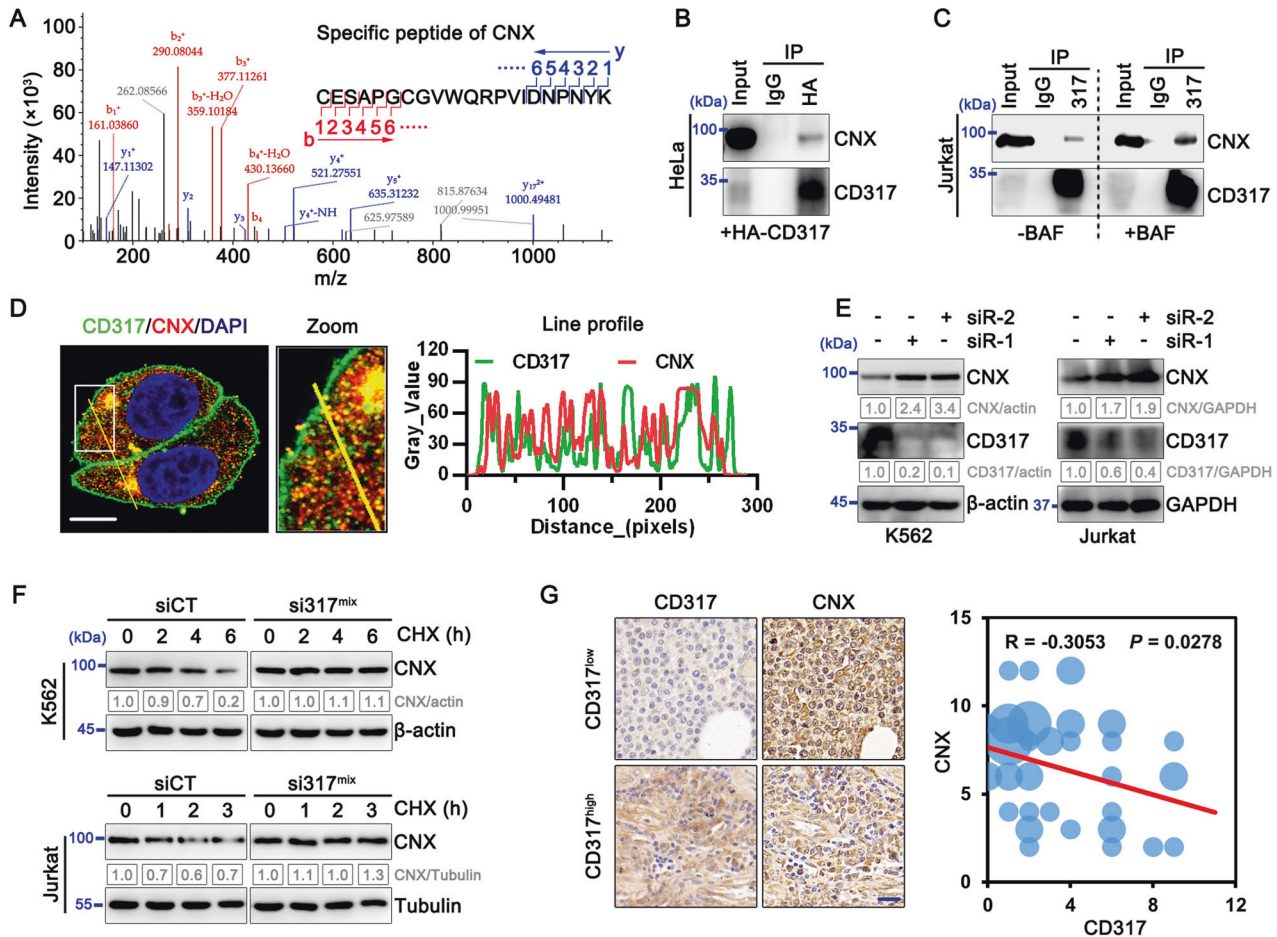 A
Specific peptide of CNX
y
····· 6 5 4 3 2 1
CESAPGCGVWQRPVIDNPNYK
1 2 3 4 5 6 ·····
b
Intensity (×10³)
100
80
60
40
20
0
200
400
600
800
1000
m/z
b₁⁺
161.03860
y₁⁺
147.11302
262.08566
b₂⁺
290.08044
b₃⁺
377.11261
b₃⁺-H₂O
359.10184
b₄⁺-H₂O
430.13660
y₂
y₃
b₄
y₄⁺
521.27551
y₄⁺-NH
y₅⁺
635.31232
625.97589
815.87634
1000.99951
y₁₇²⁺
1000.49481
B
IP
Input
IgG
HA
(kDa)
100
CNX
35
CD317
HeLa
+HA-CD317
C
IP
IP
Input
IgG
317
Input
IgG
317
(kDa)
100
CNX
35
CD317
Jurkat
-BAF
+BAF
D
CD317/CNX/DAPI
Zoom
Line profile
CD317
CNX
Gray_Value
120
90
60
30
0
0
100
200
300
Distance_(pixels)
E
- - + siR-2
- + - siR-1
(kDa)
100
CNX
1.0 2.4 3.4 CNX/actin
35
CD317
1.0 0.2 0.1 CD317/actin
45
β-actin
K562
- - + siR-2
- + - siR-1
CNX
1.0 1.7 1.9 CNX/GAPDH
CD317
1.0 0.6 0.4 CD317/GAPDH
37
GAPDH
Jurkat
F
siCT
si317ᵐⁱˣ
(kDa)
0 2 4 6 0 2 4 6 CHX (h)
100
CNX
1.0 0.9 0.7 0.2 1.0 1.0 1.1 1.1 CNX/actin
45
β-actin
K562
siCT
si317ᵐⁱˣ
0 1 2 3 0 1 2 3 CHX (h)
100
CNX
1.0 0.7 0.6 0.7 1.0 1.1 1.0 1.3 CNX/Tubulin
55
Tubulin
Jurkat
G
CD317
CNX
CD317ˡᵒʷ
CD317ʰⁱᵍʰ
R = -0.3053 P = 0.0278
CNX
15
10
5
0
0
4
8
12
CD317